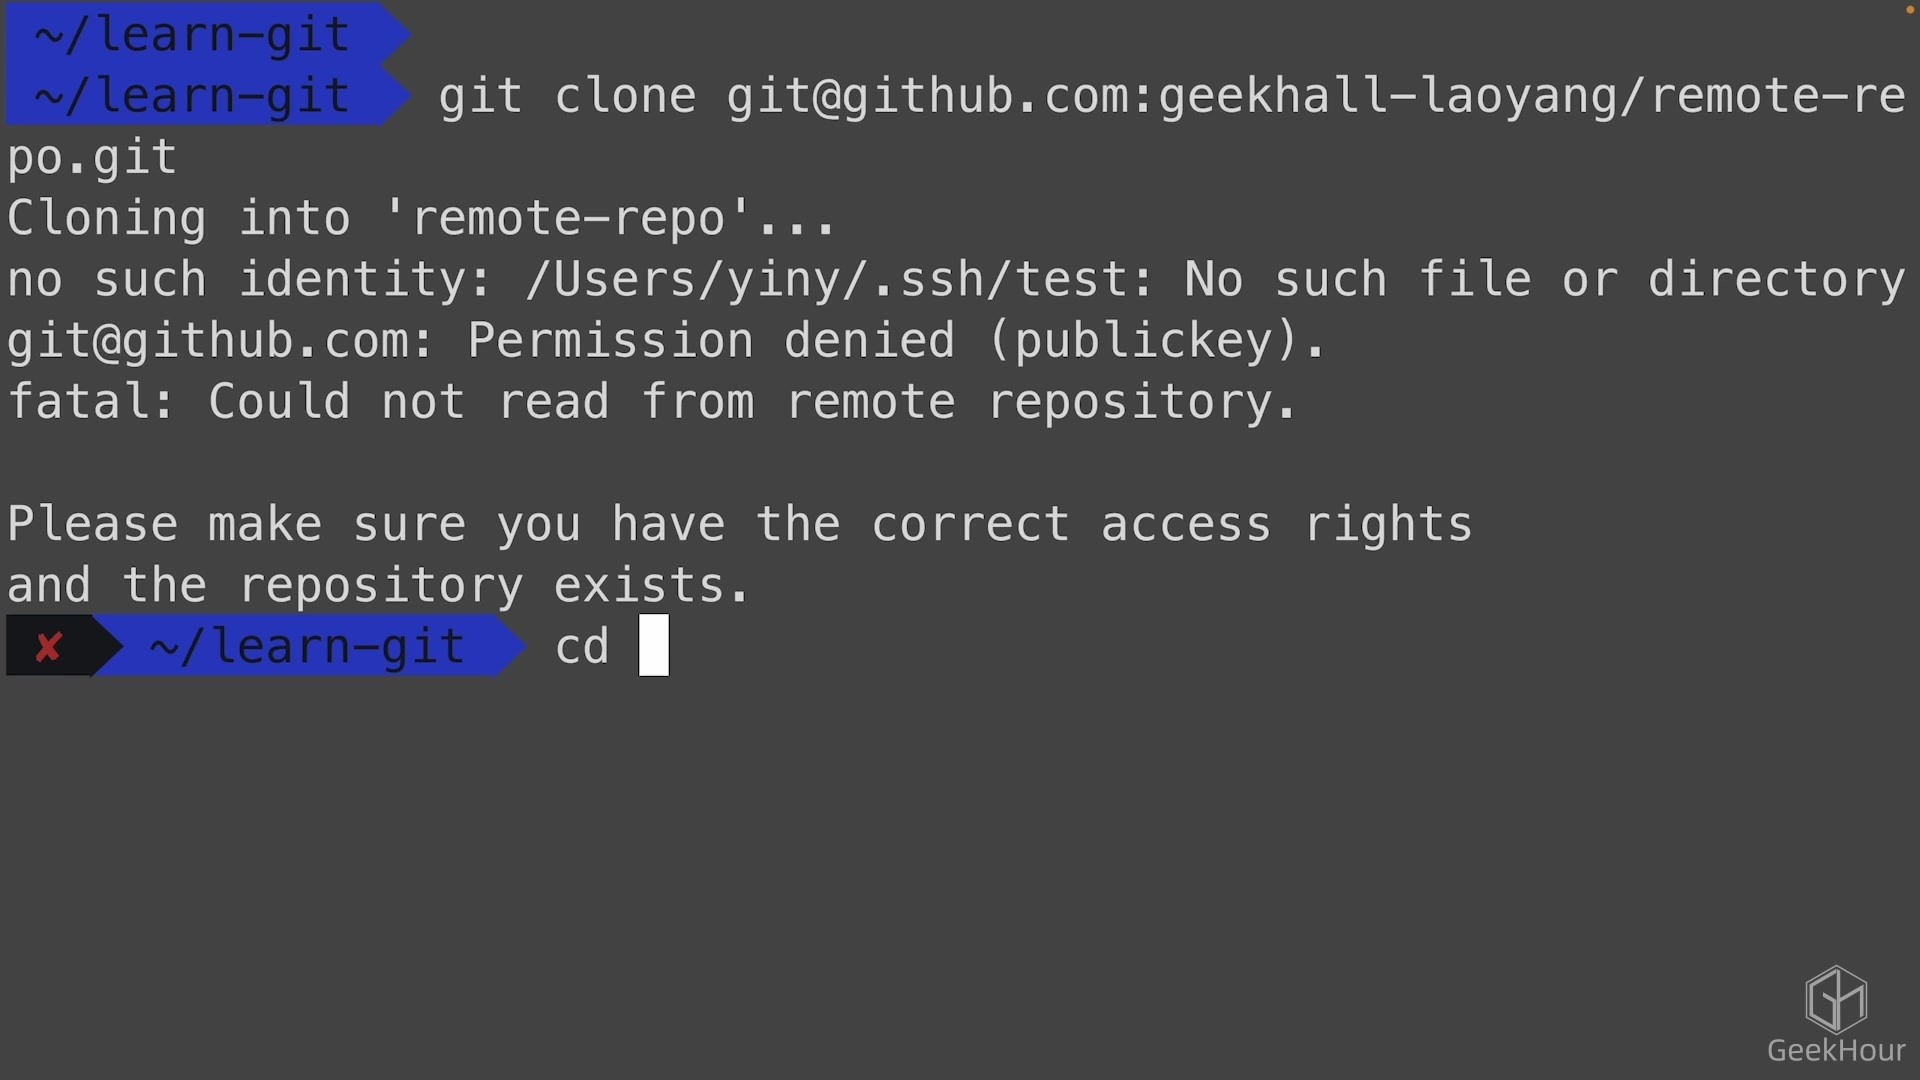 ~/learn-git
~/learn-git git clone git@github.com:geekhall-laoyang/remote-re
po.git
Cloning into 'remote-repo'...
no such identity: /Users/yiny/.ssh/test: No such file or directory
git@github.com: Permission denied (publickey).
fatal: Could not read from remote repository.
Please make sure you have the correct access rights
and the repository exists.
✘ ~/learn-git cd
GeekHour